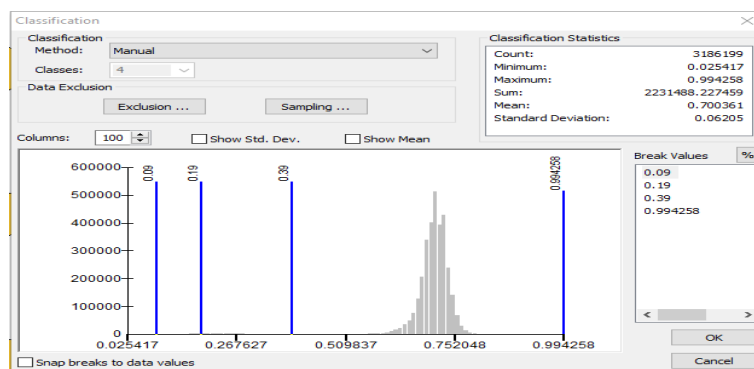 Classification
Classification
Method: Manual
Classes: 4
Data Exclusion
Exclusion ...
Sampling ...
Classification Statistics
Count: 3186199
Minimum: 0.025417
Maximum: 0.994258
Sum: 2231488.227459
Mean: 0.700361
Standard Deviation: 0.06205
Columns: 100
Show Std. Dev.
Show Mean
Break Values
%
0.09
0.19
0.39
0.994258
600000
500000
400000
300000
200000
100000
0
0.09
0.19
0.39
0.994258
0.025417 0.267627 0.509837 0.752048 0.994258
Snap breaks to data values
OK
Cancel